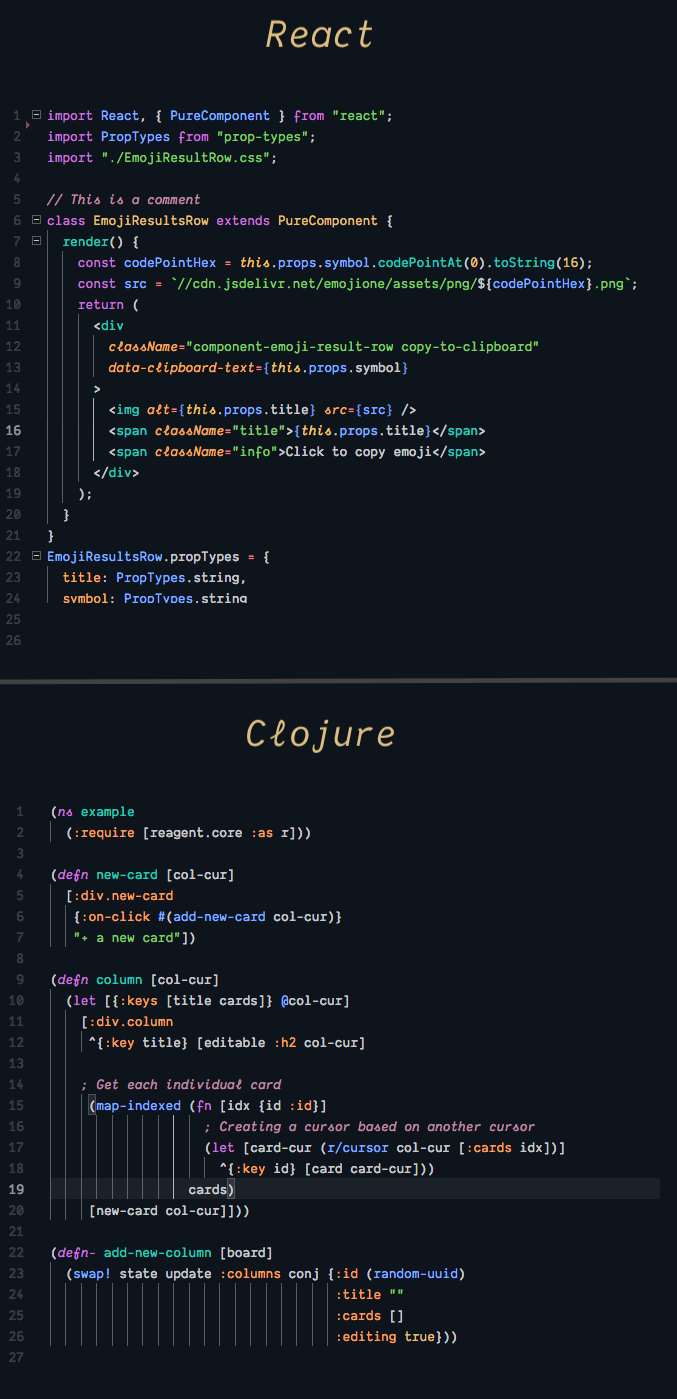 React
1 import React, { PureComponent } from "react";
2 import PropTypes from "prop-types";
3 import "./EmojiResultRow.css";
4
5 // This is a comment
6 class EmojiResultsRow extends PureComponent {
7 render() {
8 const codePointHex = this.props.symbol.codePointAt(0).toString(16);
9 const src = `//cdn.jsdelivr.net/emojione/assets/png/${codePointHex}.png`;
10 return (
11 <div
12 className="component-emoji-result-row copy-to-clipboard"
13 data-clipboard-text={this.props.symbol}
14 >
15 <img alt={this.props.title} src={src} />
16 <span className="title">{this.props.title}</span>
17 <span className="info">Click to copy emoji</span>
18 </div>
19 );
20 }
21 }
22 EmojiResultsRow.propTypes = {
23 title: PropTypes.string,
24 symbol: PropTypes.string
25
26
Clojure
1 (ns example
2 (:require [reagent.core :as r]))
3
4 (defn new-card [col-cur]
5 [:div.new-card
6 {:on-click #(add-new-card col-cur)}
7 "+ a new card"])
8
9 (defn column [col-cur]
10 (let [{:keys [title cards]} @col-cur]
11 [:div.column
12 ^{:key title} [editable :h2 col-cur]
13
14 ; Get each individual card
15 (map-indexed (fn [idx {id :id}]
16 ; Creating a cursor based on another cursor
17 (let [card-cur (r/cursor col-cur [:cards idx])]
18 ^{:key id} [card card-cur]))
19 cards)
20 [new-card col-cur]]))
21
22 (defn- add-new-column [board]
23 (swap! state update :columns conj {:id (random-uuid)
24 :title ""
25 :cards []
26 :editing true}))
27